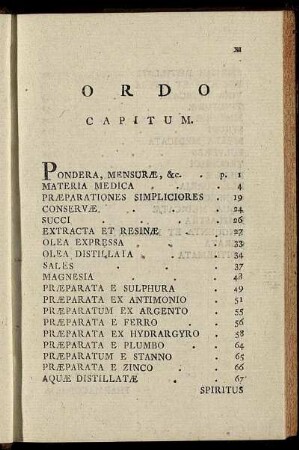 xi
ORDO
CAPITUM.
PONDERA, MENSURÆ, &c. . p. 1
MATERIA MEDICA . . . 4
PRÆPARATIONES SIMPLICIORES . 19
CONSERVÆ. . . . . 24
SUCCI . . . . . 26
EXTRACTA ET RESINÆ . . 27
OLEA EXPRESSA . . . 33
OLEA DISTILLATA . . . 34
SALES . . . . . 37
MAGNESIA . . . . 48
PRÆPARATA E SULPHURA . . 49
PRÆPARATA EX ANTIMONIO . . 51
PRÆPARATUM EX ARGENTO . . 55
PRÆPARATA E FERRO . . 56
PRÆPARATA EX HYDRARGYRO . . 58
PRÆPARATA E PLUMBO . . 64
PRÆPARATUM E STANNO . . 65
PRÆPARATA E ZINCO . . 66
AQUÆ DISTILLATÆ . . 67
SPIRITUS